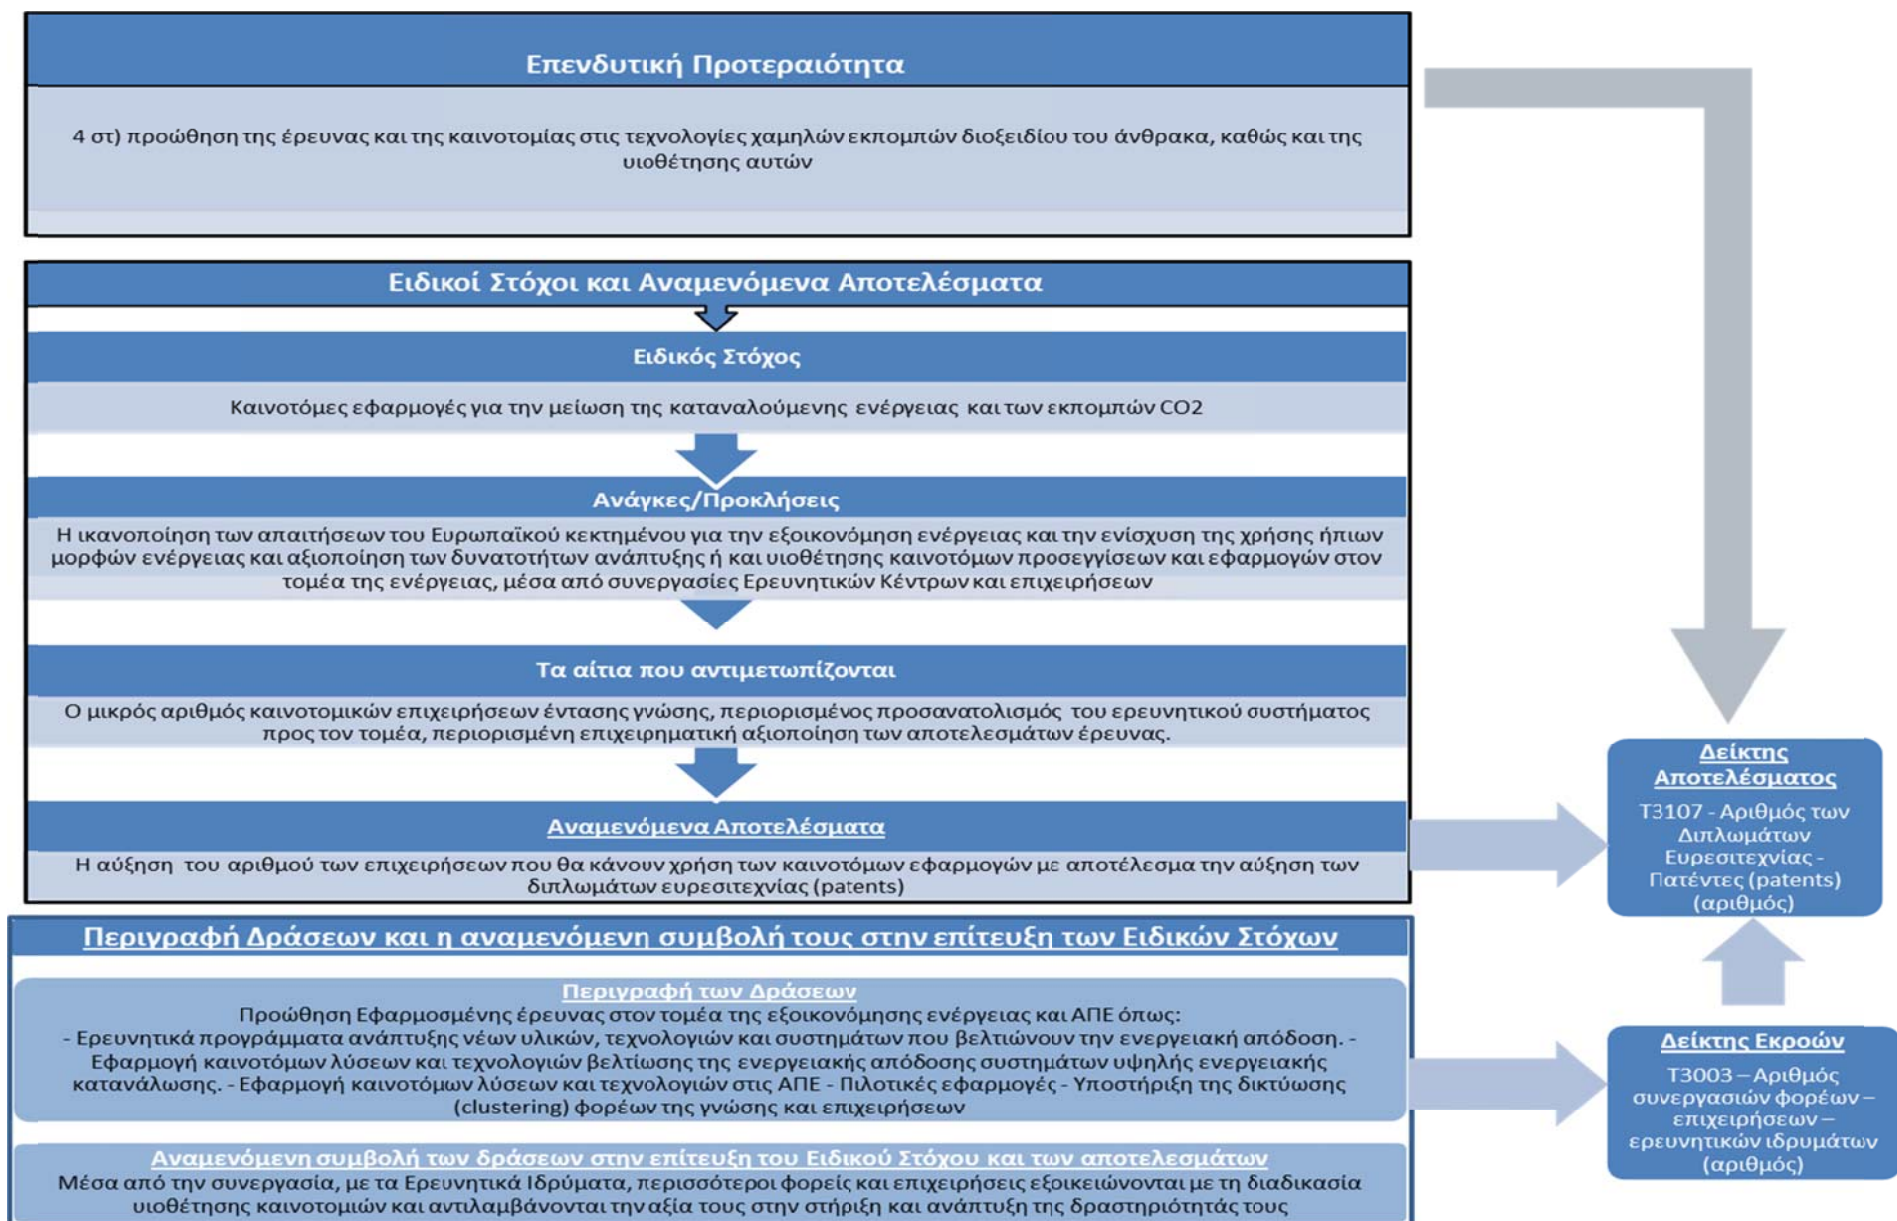 Επενδυτική Προτεραιότητα
4 στ) προώθηση της έρευνας και της καινοτομίας στις τεχνολογίες χαμηλών εκπομπών διοξειδίου του άνθρακα, καθώς και της
υιοθέτησης αυτών
Ειδικοί Στόχοι και Αναμενόμενα Αποτελέσματα
Ειδικός Στόχος
Καινοτόμες εφαρμογές για την μείωση της καταναλούμενης ενέργειας και των εκπομπών CO2
Ανάγκες/Προκλήσεις
Η ικανοποίηση των απαιτήσεων του Ευρωπαϊκού κεκτημένου για την εξοικονόμηση ενέργειας και την ενίσχυση της χρήσης ήπιων
μορφών ενέργειας και αξιοποίηση των δυνατοτήτων ανάπτυξης ή και υιοθέτησης καινοτόμων προσεγγίσεων και εφαρμογών στον
τομέα της ενέργειας, μέσα από συνεργασίες Ερευνητικών Κέντρων και επιχειρήσεων
Τα αίτια που αντιμετωπίζονται
Ο μικρός αριθμός καινοτομικών επιχειρήσεων έντασης γνώσης, περιορισμένος προσανατολισμός του ερευνητικού συστήματος
προς τον τομέα, περιορισμένη επιχειρηματική αξιοποίηση των αποτελεσμάτων έρευνας.
Αναμενόμενα Αποτελέσματα
Η αύξηση του αριθμού των επιχειρήσεων που θα κάνουν χρήση των καινοτόμων εφαρμογών με αποτέλεσμα την αύξηση των
διπλωμάτων ευρεσιτεχνίας (patents)
Δείκτης
Αποτελέσματος
Τ3107 - Αριθμός των
Διπλωμάτων
Ευρεσιτεχνίας -
Πατέντες (patents)
(αριθμός)
Περιγραφή Δράσεων και η αναμενόμενη συμβολή τους στην επίτευξη των Ειδικών Στόχων
Περιγραφή των Δράσεων
Προώθηση Εφαρμοσμένης έρευνας στον τομέα της εξοικονόμησης ενέργειας και ΑΠΕ όπως:
- Ερευνητικά προγράμματα ανάπτυξης νέων υλικών, τεχνολογιών και συστημάτων που βελτιώνουν την ενεργειακή απόδοση. -
Εφαρμογή καινοτόμων λύσεων και τεχνολογιών βελτίωσης της ενεργειακής απόδοσης συστημάτων υψηλής ενεργειακής
κατανάλωσης. - Εφαρμογή καινοτόμων λύσεων και τεχνολογιών στις ΑΠΕ - Πιλοτικές εφαρμογές - Υποστήριξη της δικτύωσης
(clustering) φορέων της γνώσης και επιχειρήσεων
Δείκτης Εκροών
Τ3003 – Αριθμός
συνεργασιών φορέων –
επιχειρήσεων –
ερευνητικών ιδρυμάτων
(αριθμός)
Αναμενόμενη συμβολή των δράσεων στην επίτευξη του Ειδικού Στόχου και των αποτελεσμάτων
Μέσα από την συνεργασία, με τα Ερευνητικά Ιδρύματα, περισσότεροι φορείς και επιχειρήσεις εξοικειώνονται με τη διαδικασία
υιοθέτησης καινοτομιών και αντιλαμβάνονται την αξία τους στην στήριξη και ανάπτυξη της δραστηριότητάς τους